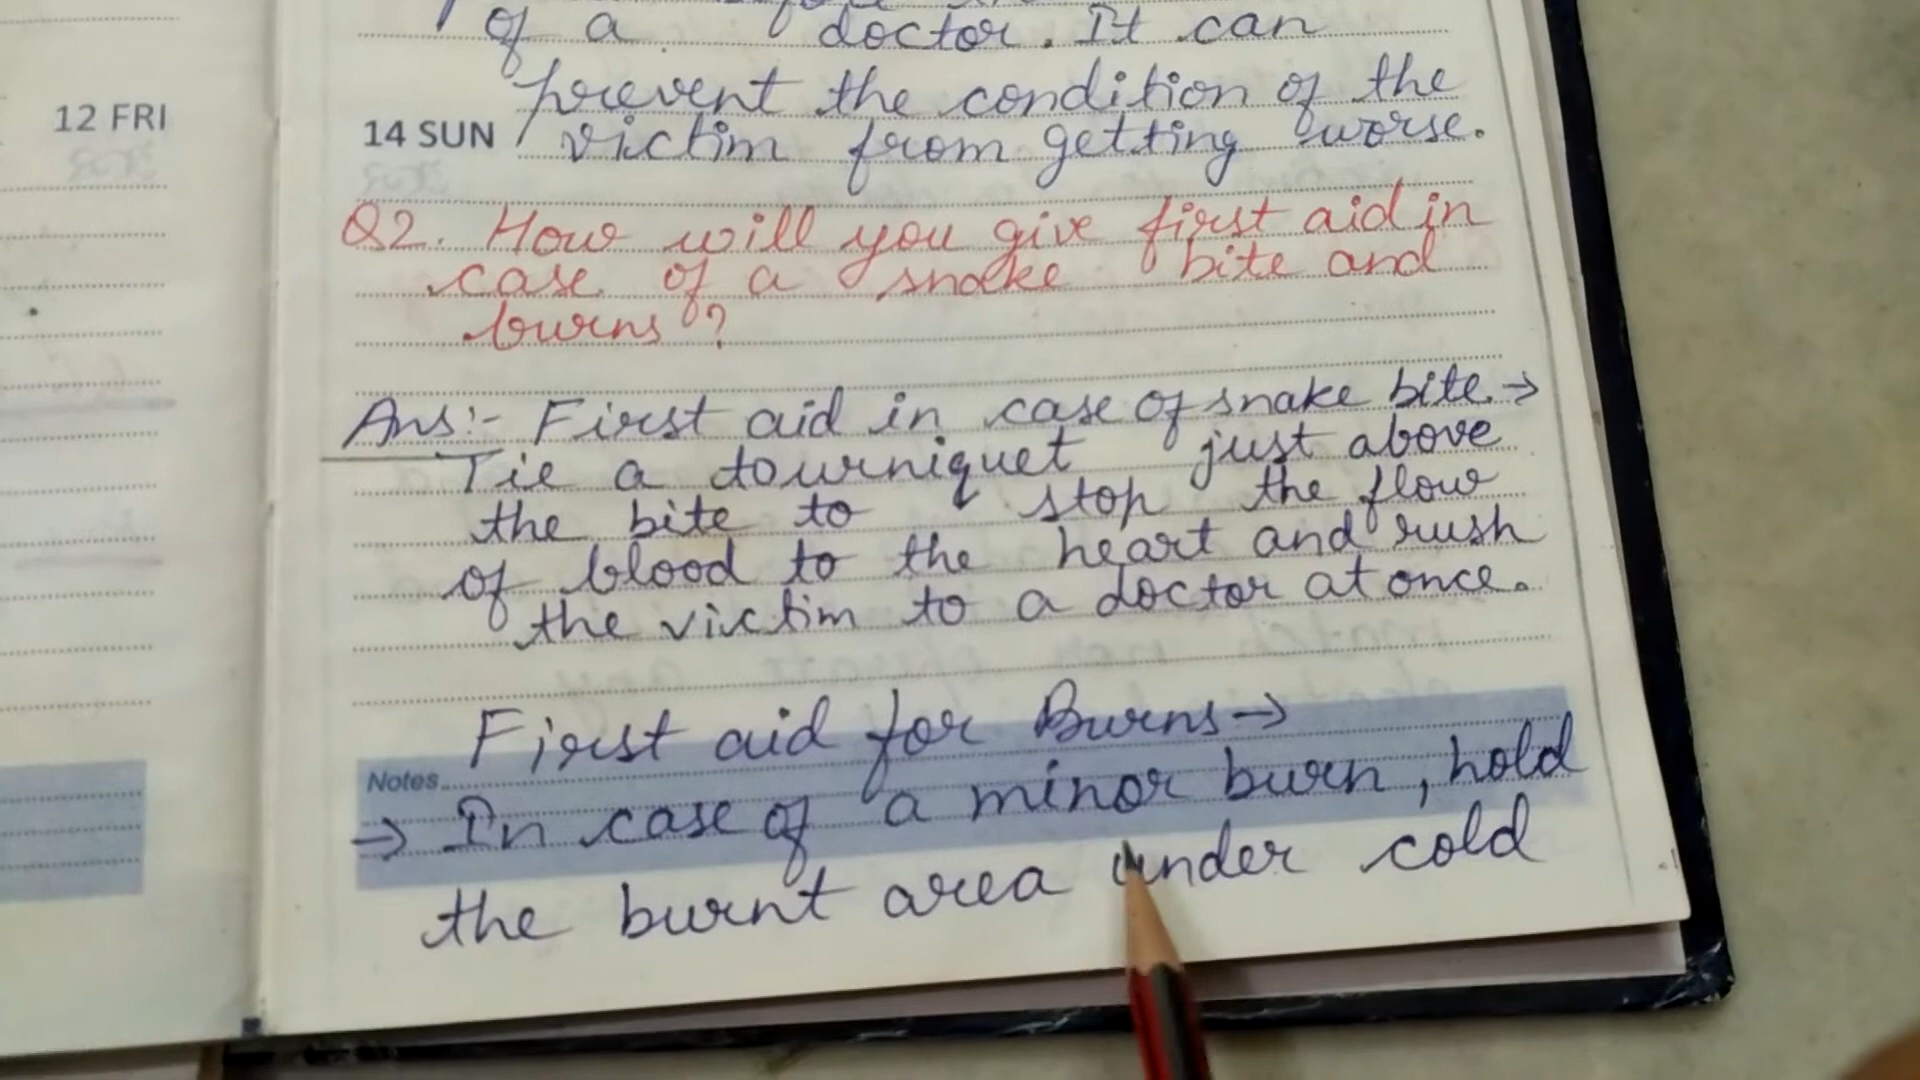 of a doctor. It can
12 FRI
prevent the condition of the
14 SUN
victim from getting worse.
Q2. How will you give first aid in
case of a snake bite and
burns?
Ans:- First aid in case of snake bite →
Tie a tourniquet just above
the bite to stop the flow
of blood to the heart and rush
the victim to a doctor at once.
First aid for Burns →
Notes
→ In case of a minor burn, hold
the burnt area under cold